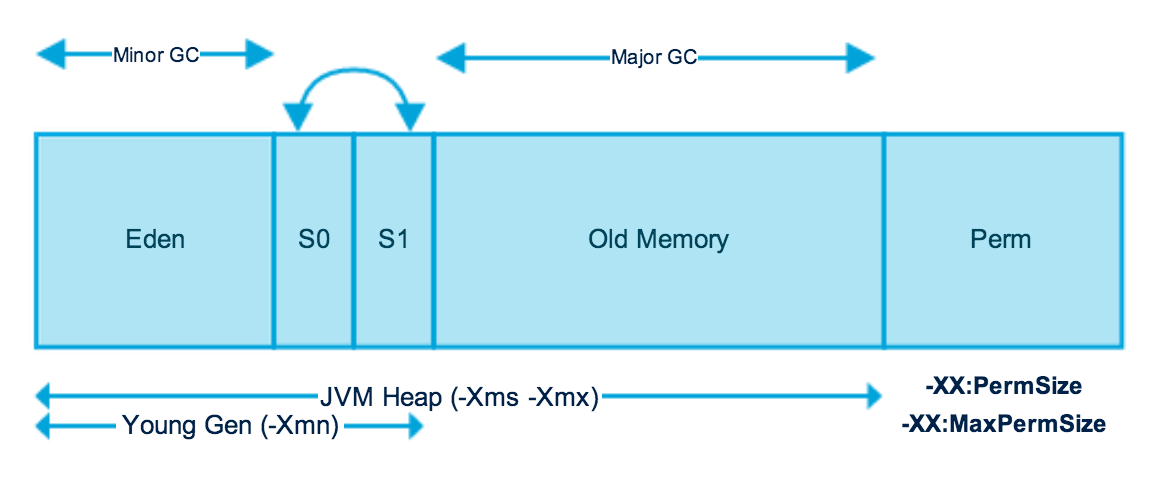 Minor GC
Major GC
Eden
S0
S1
Old Memory
Perm
JVM Heap (-Xms -Xmx)
-XX:PermSize
Young Gen (-Xmn)
-XX:MaxPermSize